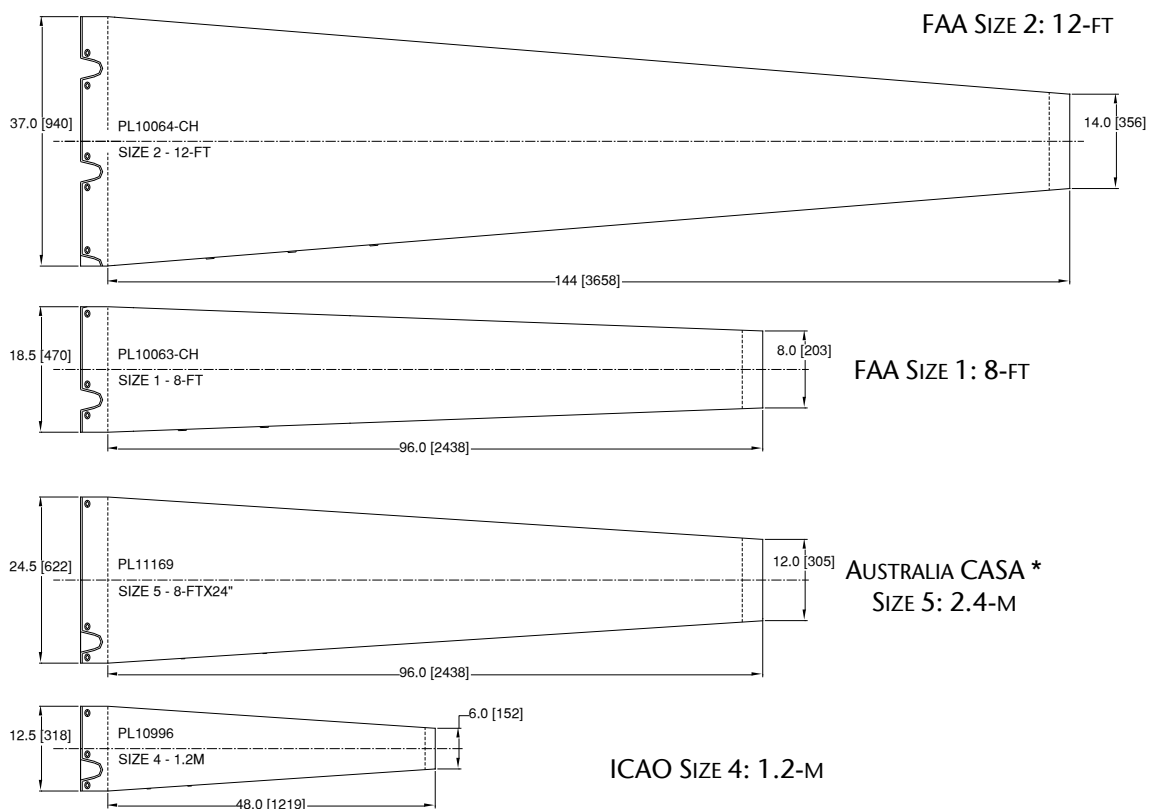 FAA SIZE 2: 12-FT
37.0 [940]
PL10064-CH
SIZE 2 - 12-FT
14.0 [356]
144 [3658]
18.5 [470]
PL10063-CH
SIZE 1 - 8-FT
8.0 [203]
FAA SIZE 1: 8-FT
96.0 [2438]
24.5 [622]
PL11169
SIZE 5 - 8-FTX24"
12.0 [305]
AUSTRALIA CASA *
SIZE 5: 2.4-M
96.0 [2438]
12.5 [318]
PL10996
SIZE 4 - 1.2M
6.0 [152]
ICAO SIZE 4: 1.2-M
48.0 [1219]